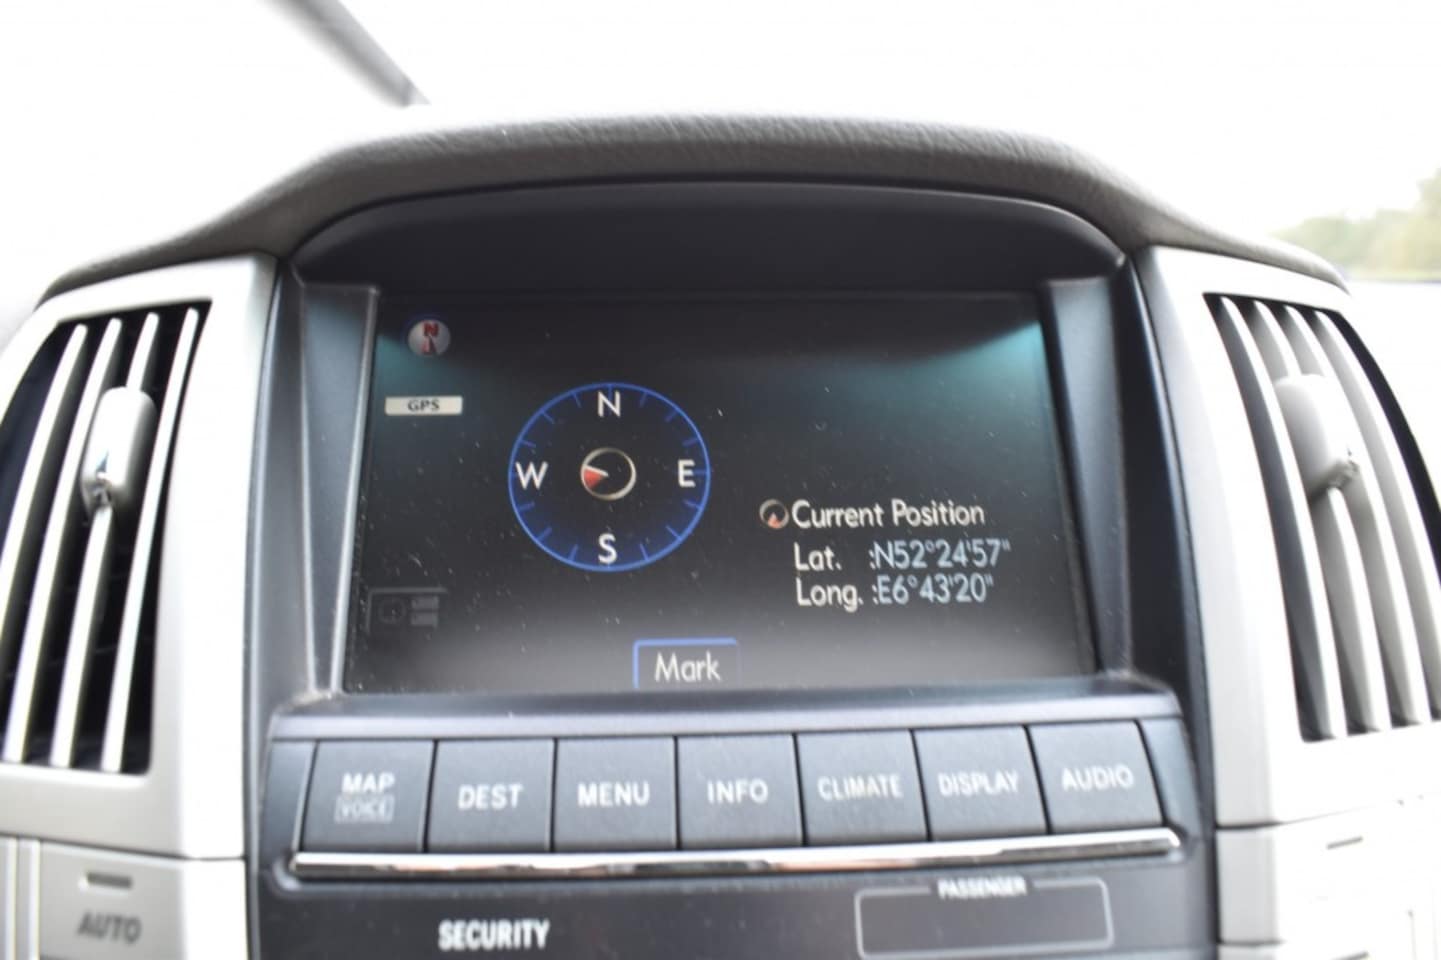 N
GPS
N
W E
S
Current Position
Lat. :N52°24'57"
Long. :E6°43'20"
Mark
MAP DEST MENU INFO CLIMATE DISPLAY AUDIO
VOICE
AUTO
SECURITY
PASSENGER